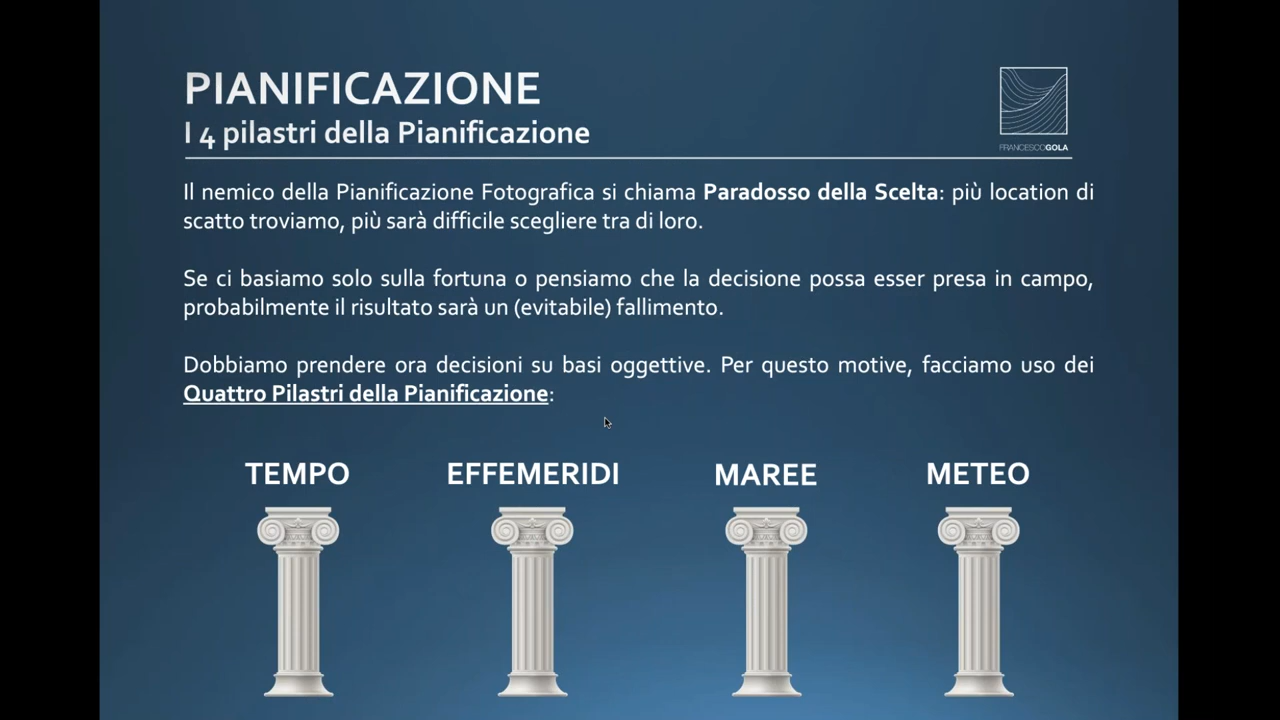 PIANIFICAZIONE
I 4 pilastri della Pianificazione
FRANCESCOGOLA
Il nemico della Pianificazione Fotografica si chiama Paradosso della Scelta: più location di
scatto troviamo, più sarà difficile scegliere tra di loro.
Se ci basiamo solo sulla fortuna o pensiamo che la decisione possa esser presa in campo,
probabilmente il risultato sarà un (evitabile) fallimento.
Dobbiamo prendere ora decisioni su basi oggettive. Per questo motive, facciamo uso dei
Quattro Pilastri della Pianificazione:
TEMPO EFFEMERIDI MAREE METEO